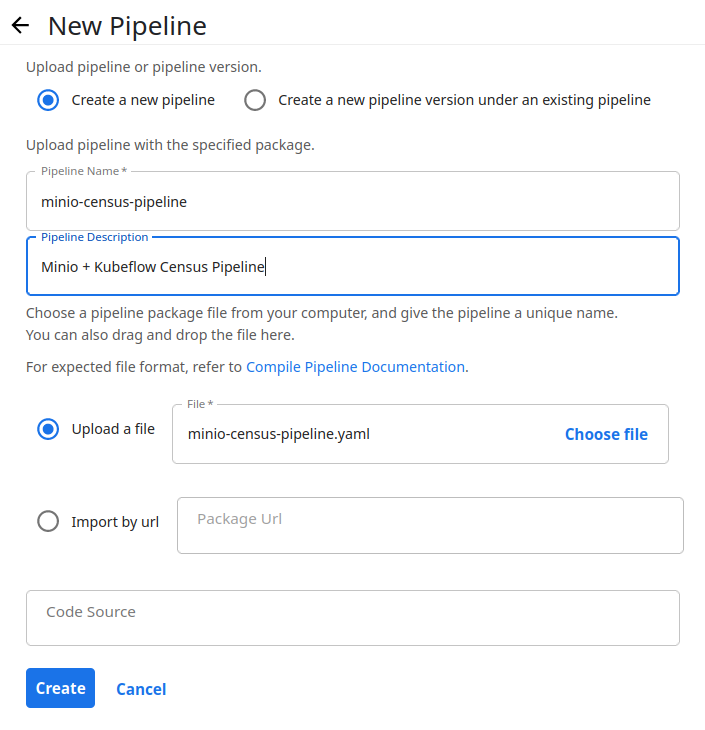 New Pipeline
Upload pipeline or pipeline version.
Create a new pipeline
Create a new pipeline version under an existing pipeline
Upload pipeline with the specified package.
Pipeline Name *
minio-census-pipeline
Pipeline Description
Minio + Kubeflow Census Pipeline
Choose a pipeline package file from your computer, and give the pipeline a unique name.
You can also drag and drop the file here.
For expected file format, refer to Compile Pipeline Documentation.
File *
Upload a file
minio-census-pipeline.yaml
Choose file
Import by url
Package Url
Code Source
Create
Cancel